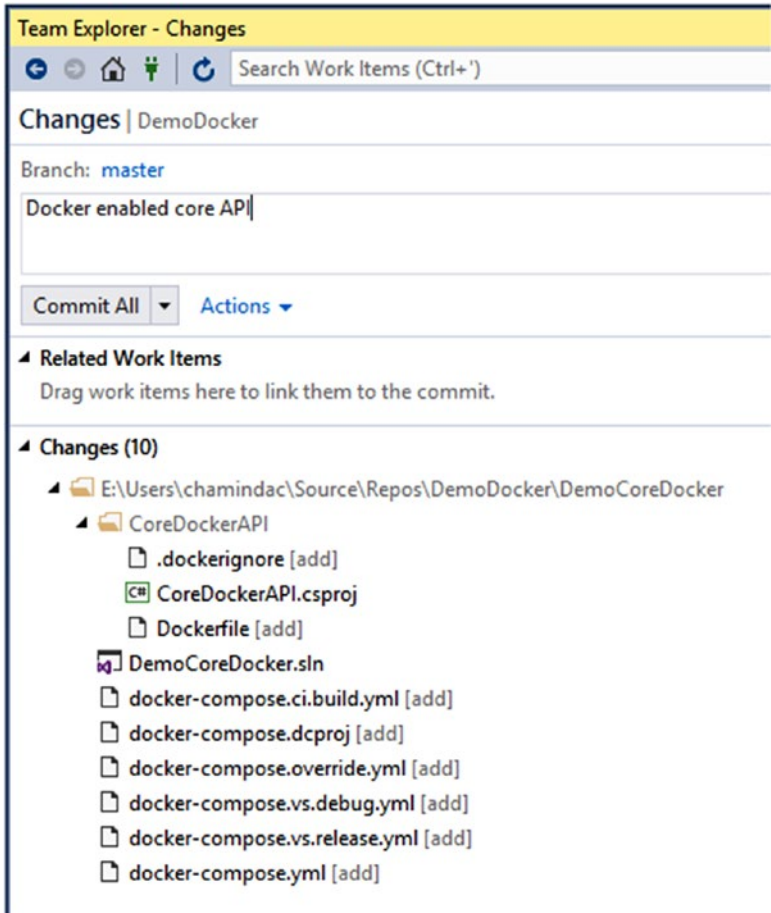 Team Explorer - Changes
Search Work Items (Ctrl+')
Changes | DemoDocker
Branch: master
Docker enabled core API
Commit All Actions
Related Work Items
Drag work items here to link them to the commit.
Changes (10)
E:\Users\chamindac\Source\Repos\DemoDocker\DemoCoreDocker
CoreDockerAPI
.dockerignore [add]
C# CoreDockerAPI.csproj
Dockerfile [add]
DemoCoreDocker.sln
docker-compose.ci.build.yml [add]
docker-compose.dcproj [add]
docker-compose.override.yml [add]
docker-compose.vs.debug.yml [add]
docker-compose.vs.release.yml [add]
docker-compose.yml [add]